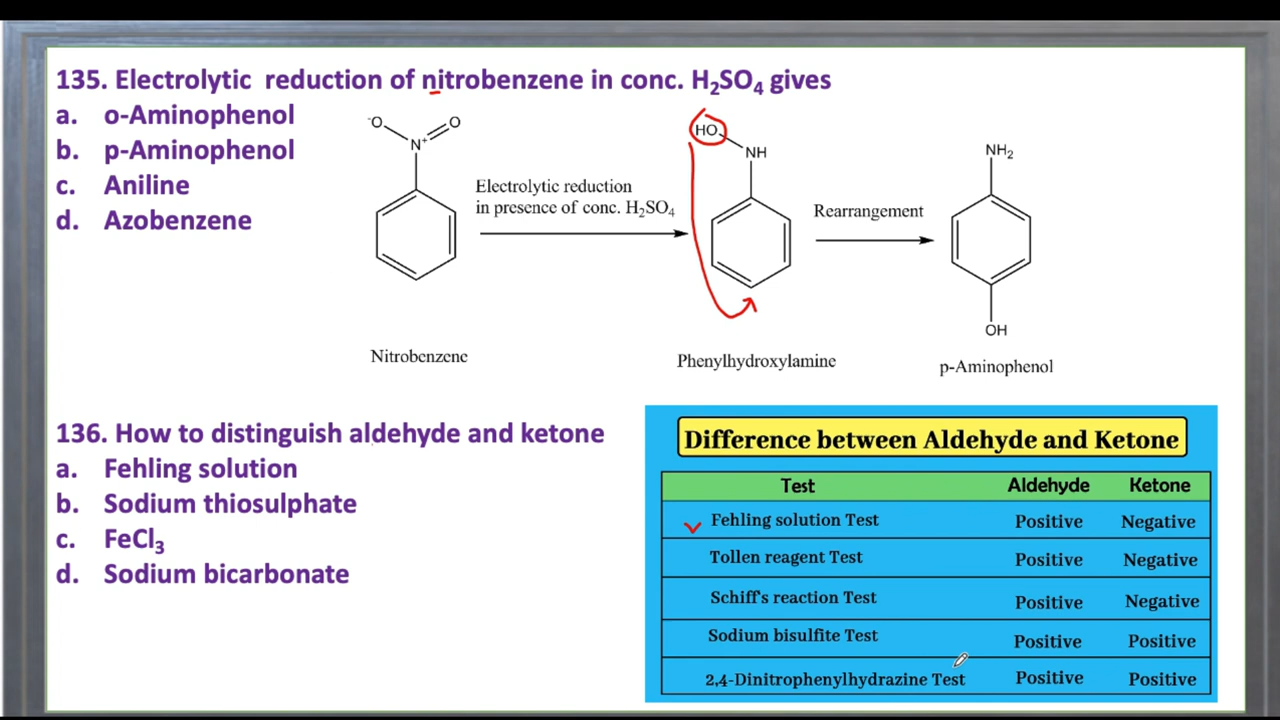 135. Electrolytic reduction of nitrobenzene in conc. H₂SO₄ gives
a. o-Aminophenol
b. p-Aminophenol
c. Aniline
d. Azobenzene
⁻O
O
N⁺
Electrolytic reduction
in presence of conc. H₂SO₄
Nitrobenzene
HO
NH
Rearrangement
Phenylhydroxylamine
NH₂
OH
p-Aminophenol
136. How to distinguish aldehyde and ketone
a. Fehling solution
b. Sodium thiosulphate
c. FeCl₃
d. Sodium bicarbonate
Difference between Aldehyde and Ketone
Test Aldehyde Ketone
Fehling solution Test Positive Negative
Tollen reagent Test Positive Negative
Schiff's reaction Test Positive Negative
Sodium bisulfite Test Positive Positive
2,4-Dinitrophenylhydrazine Test Positive Positive